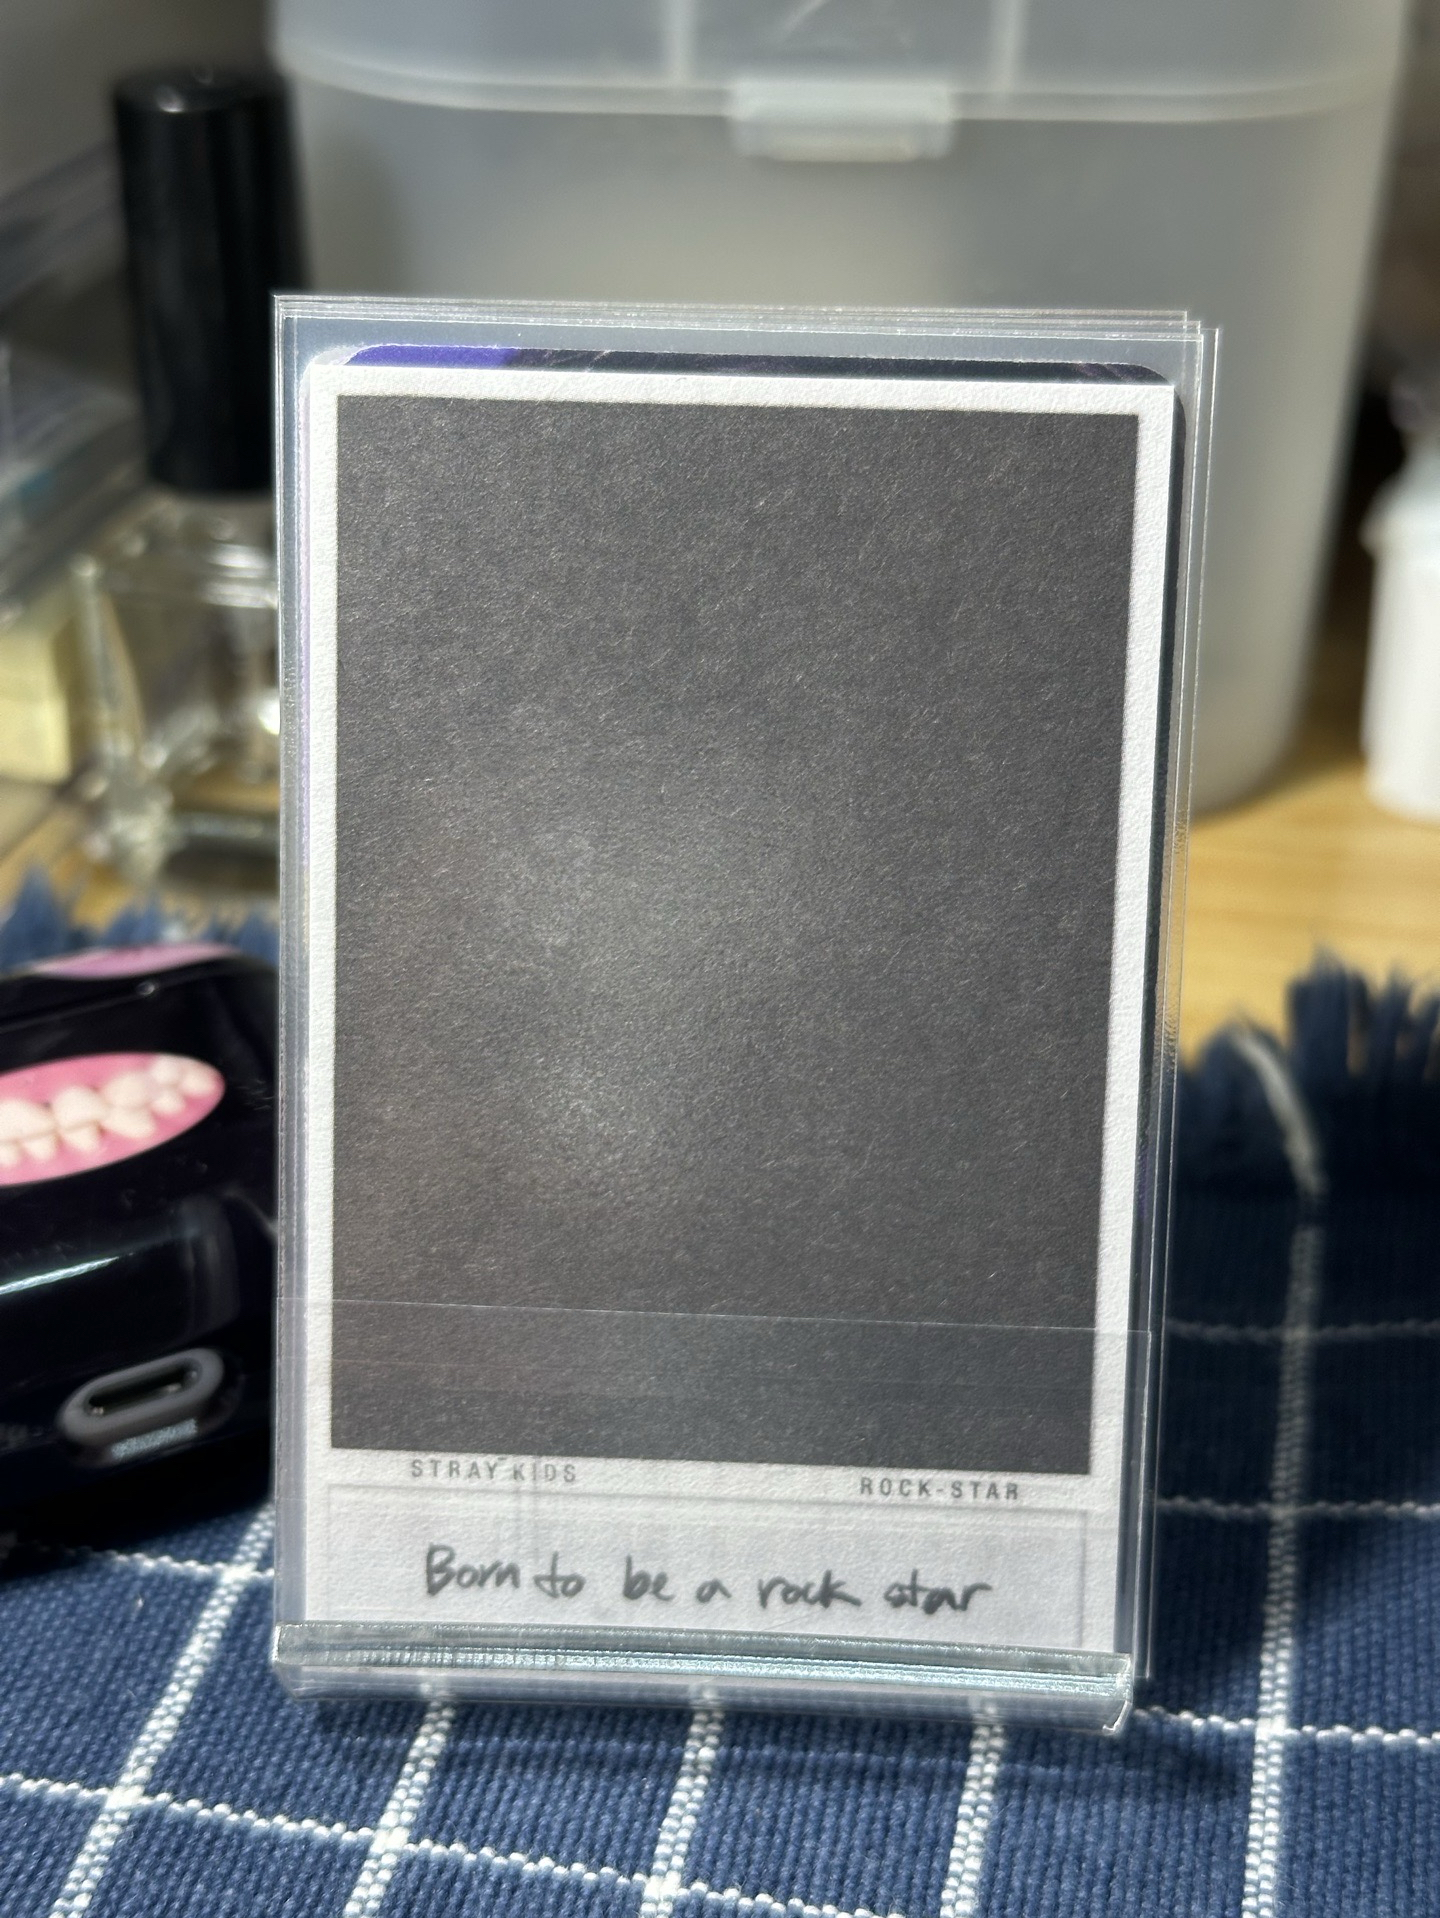 STRAY KIDS
ROCK-STAR
Born to be a rock star